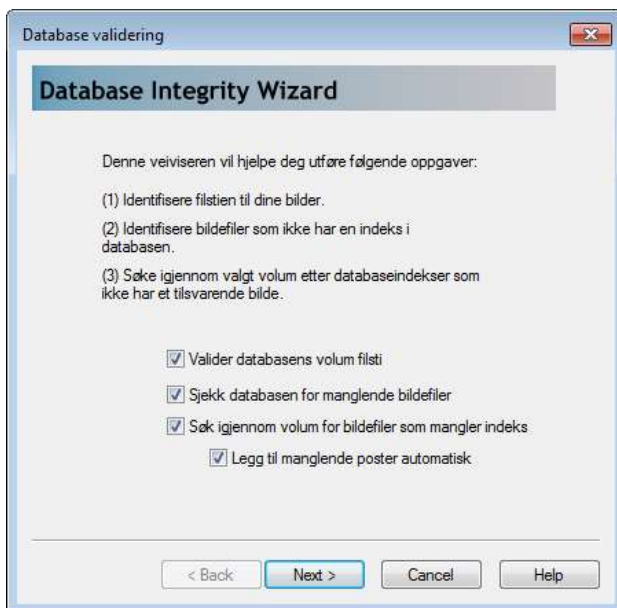 Database validering
Database Integrity Wizard
Denne veiviseren vil hjelpe deg utføre følgende oppgaver:
(1) Identifisere filstien til dine bilder.
(2) Identifisere bildefiler som ikke har en indeks i
databasen.
(3) Søke igjennom valgt volum etter databaseindekser som
ikke har et tilsvarende bilde.
Valider databasens volum filsti
Sjekk databasen for manglende bildefiler
Søk igjennom volum for bildefiler som mangler indeks
Legg til manglende poster automatisk
< Back
Next >
Cancel
Help